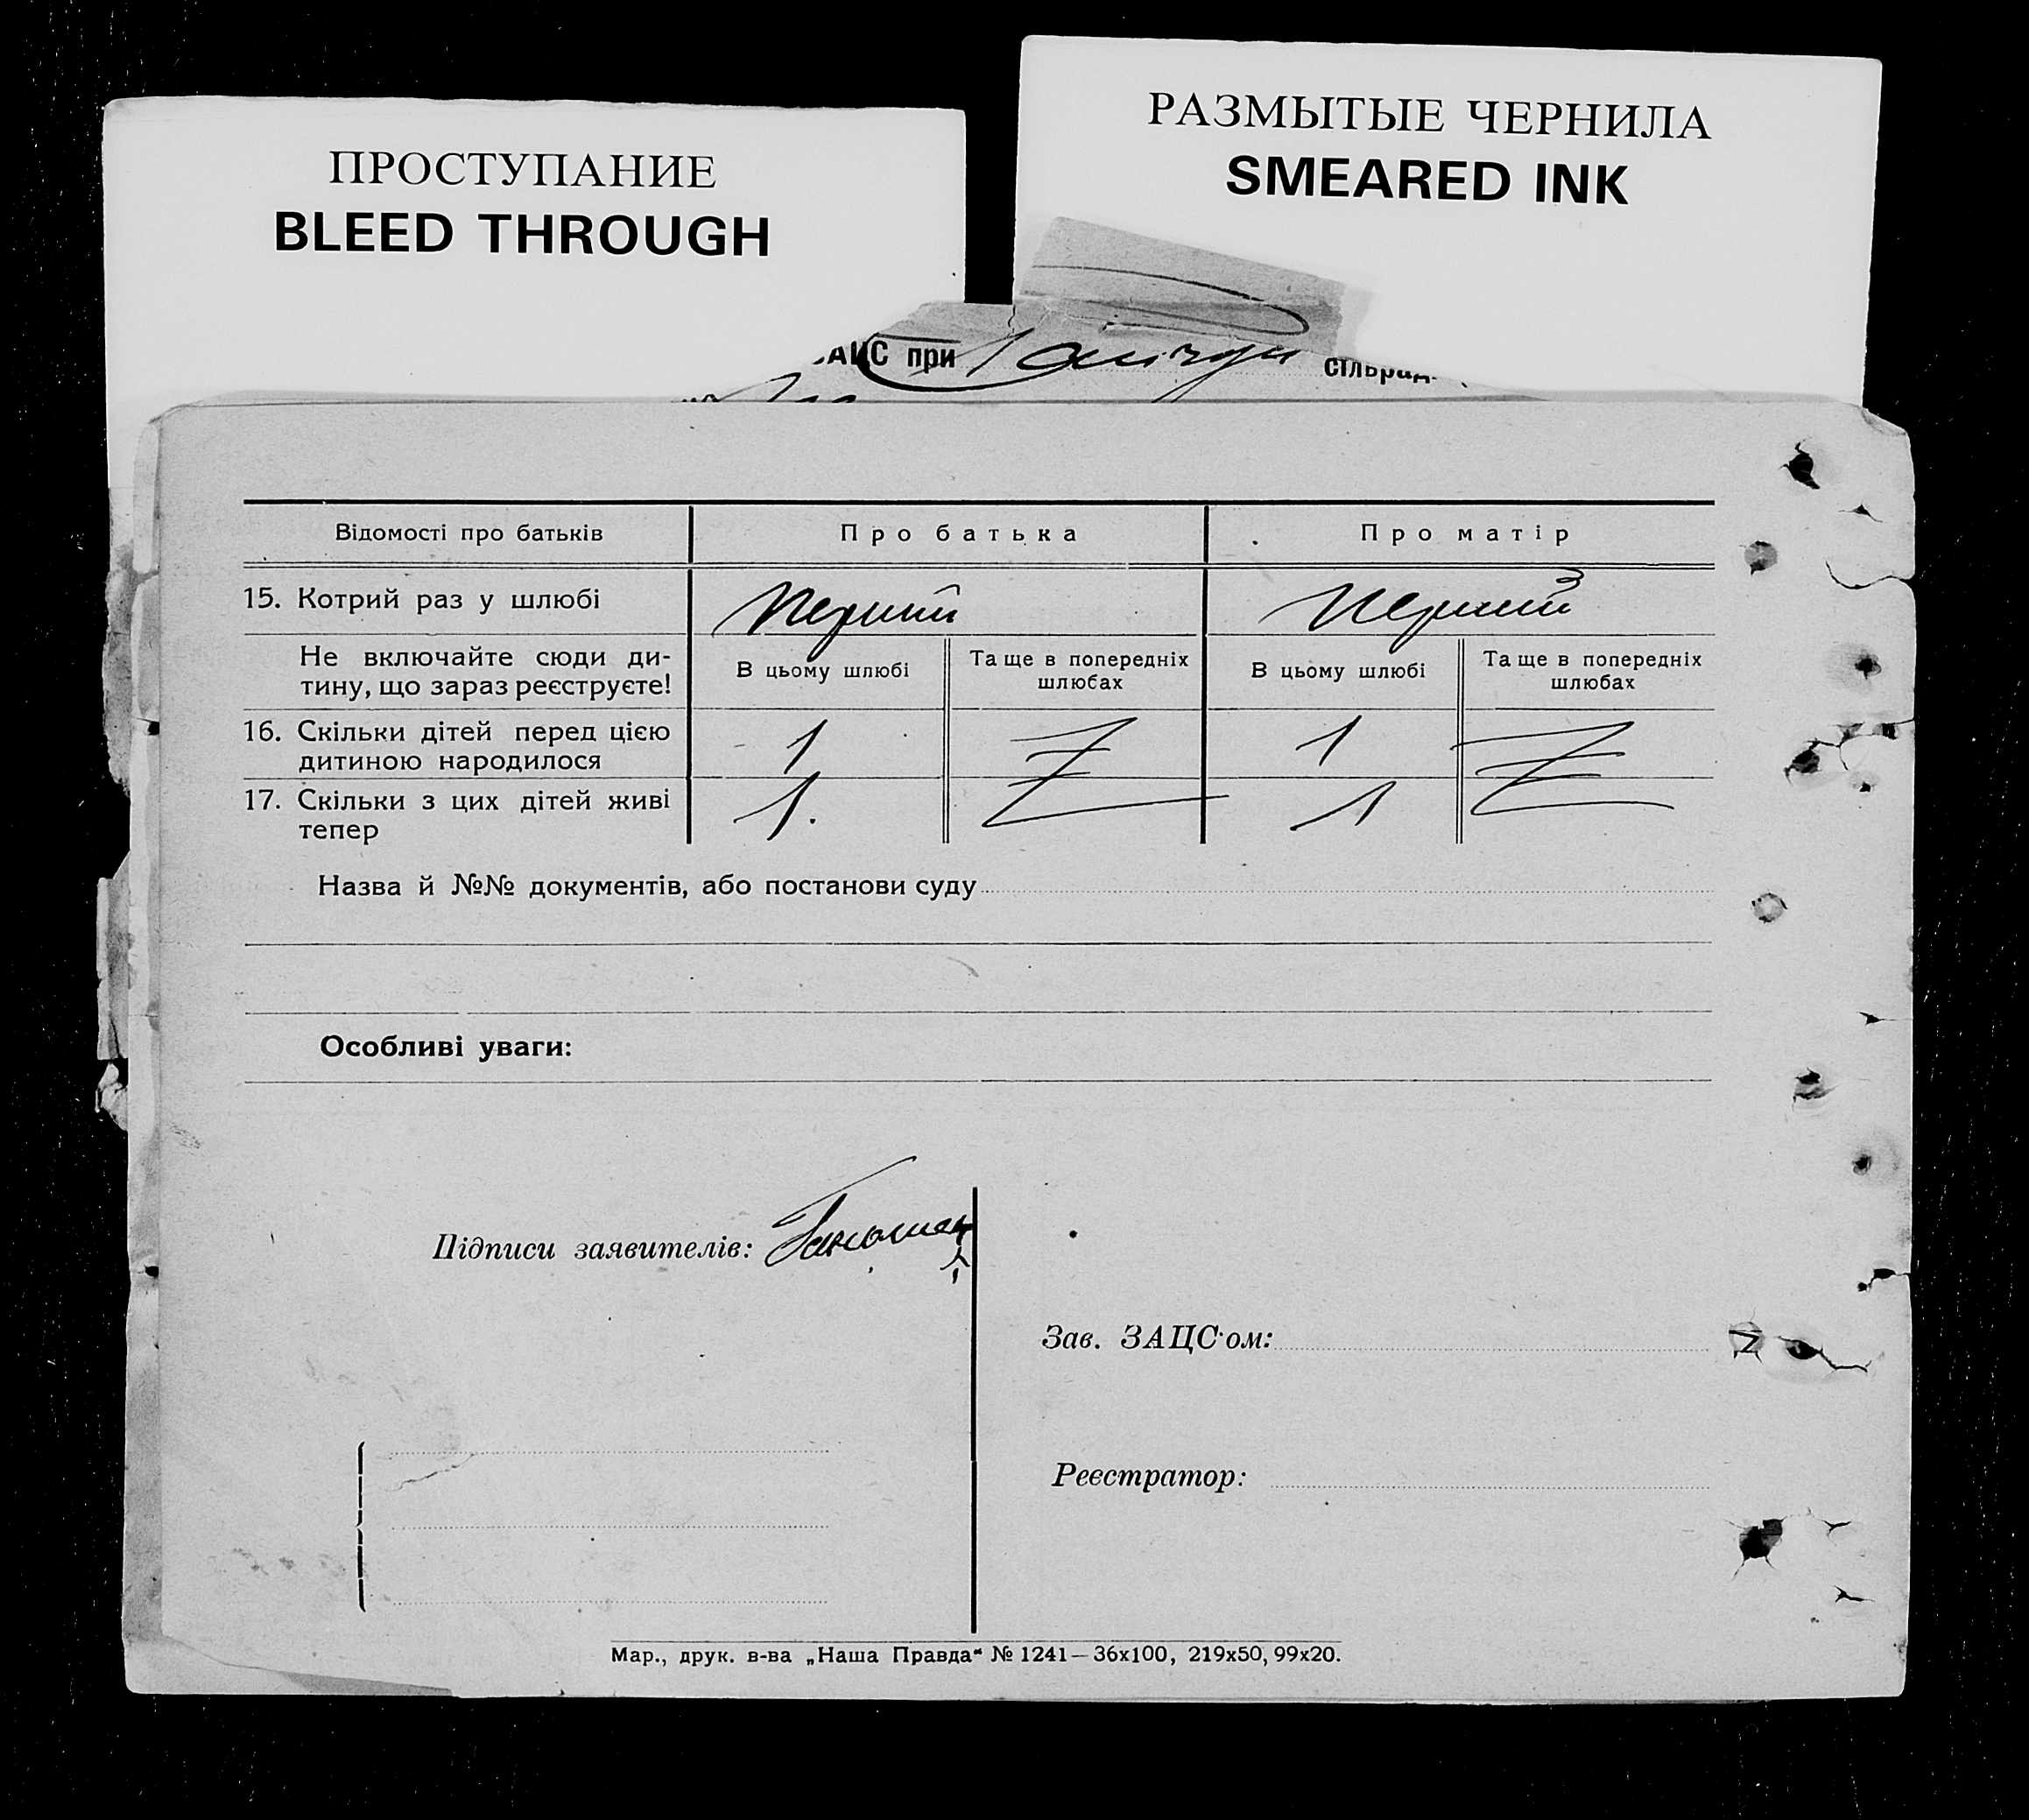 ПРОСТУПАНИЕ
BLEED THROUGH
РАЗМЫТЫЕ ЧЕРНИЛА
SMEARED INK
при
Відомості про батьків Про батька Про матір
15. Котрий раз у шлюбі Перший Перший
Не включайте сюди ди-
тину, що зараз реєструєте!
В цьому шлюбі Та ще в попередніх
шлюбах
В цьому шлюбі Та ще в попередніх
шлюбах
16. Скільки дітей перед цією
дитиною народилося
1 1
17. Скільки з цих дітей живі
тепер
1. 1
Назва й №№ документів, або постанови суду
Особливі уваги:
Підписи заявителів:
Зав. ЗАЦС'ом:
Реєстратор:
Мар., друк. в-ва „Наша Правда“ № 1241—36х100, 219х50, 99х20.